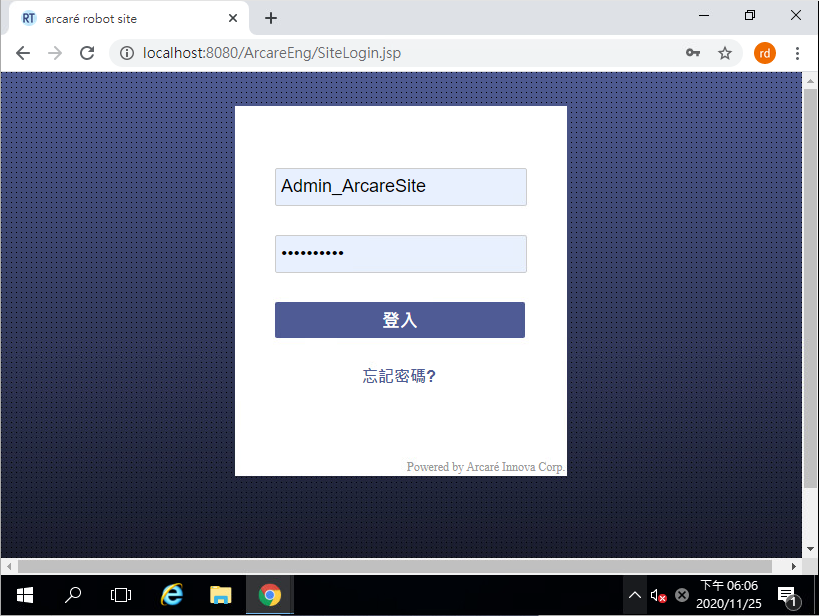 RT arcaré robot site
localhost:8080/ArcareEng/SiteLogin.jsp
rd
Admin_ArcareSite
••••••••••
登入
忘記密碼?
Powered by Arcaré Innova Corp.
下午 06:06
2020/11/25
1